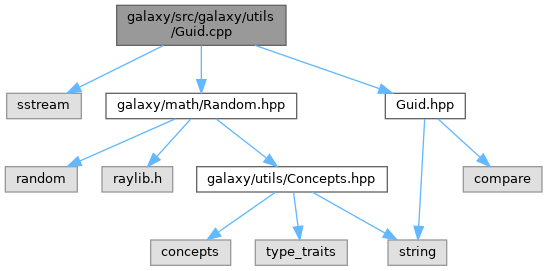 galaxy/src/galaxy/utils
/Guid.cpp
sstream
galaxy/math/Random.hpp
Guid.hpp
random
raylib.h
galaxy/utils/Concepts.hpp
compare
concepts
type_traits
string